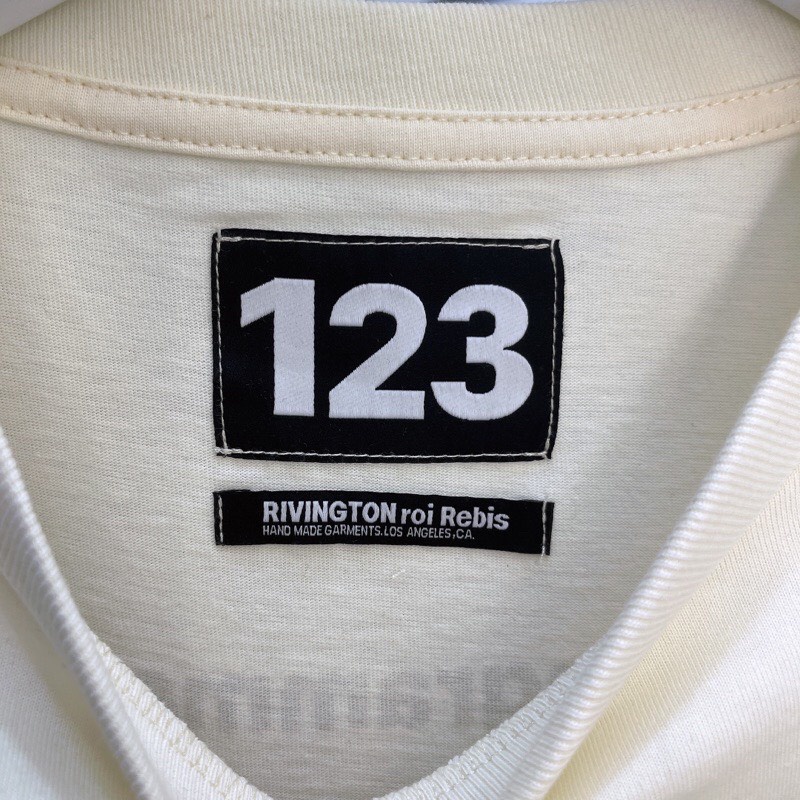 123
RIVINGTON roi Rebis
HAND MADE GARMENTS.LOS ANGELES,CA.